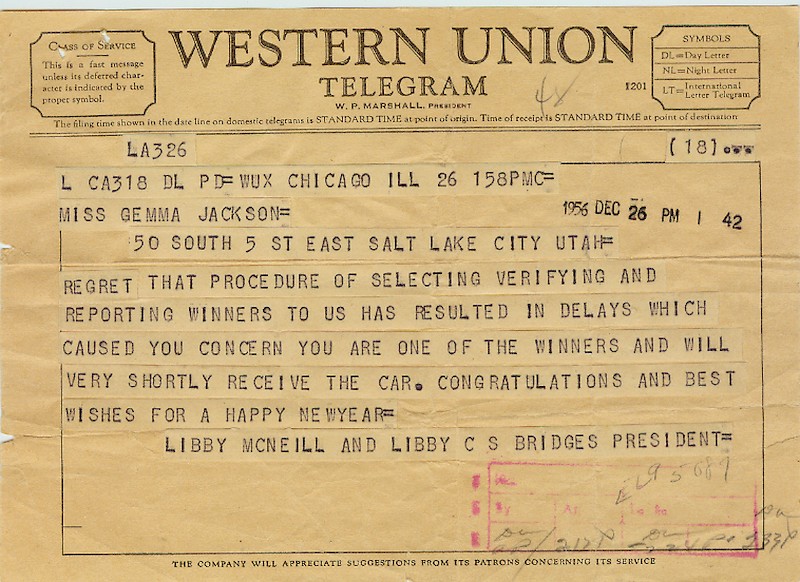 CLASS OF SERVICE
This is a fast message
unless its deferred char-
acter is indicated by the
proper symbol.
WESTERN UNION
TELEGRAM
W. P. MARSHALL, PRESIDENT
1201
SYMBOLS
DL=Day Letter
NL=Night Letter
LT=International
Letter Telegram
The filing time shown in the date line on domestic telegrams is STANDARD TIME at point of origin. Time of receipt is STANDARD TIME at point of destination
LA326
(18)
L CA318 DL PD=WUX CHICAGO ILL 26 158PMC=
MISS GEMMA JACKSON=
1956 DEC 26 PM 1 42
50 SOUTH 5 ST EAST SALT LAKE CITY UTAH=
REGRET THAT PROCEDURE OF SELECTING VERIFYING AND
REPORTING WINNERS TO US HAS RESULTED IN DELAYS WHICH
CAUSED YOU CONCERN YOU ARE ONE OF THE WINNERS AND WILL
VERY SHORTLY RECEIVE THE CAR. CONGRATULATIONS AND BEST
WISHES FOR A HAPPY NEWYEAR=
LIBBY MCNEILL AND LIBBY C S BRIDGES PRESIDENT=
By At To Be
THE COMPANY WILL APPRECIATE SUGGESTIONS FROM ITS PATRONS CONCERNING ITS SERVICE